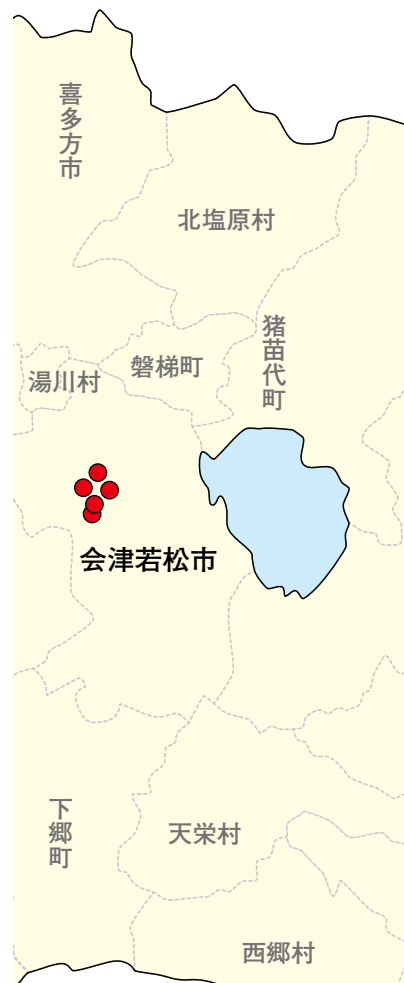 喜多方市
北塩原村
猪苗代町
磐梯町
湯川村
会津若松市
下郷町
天栄村
西郷村